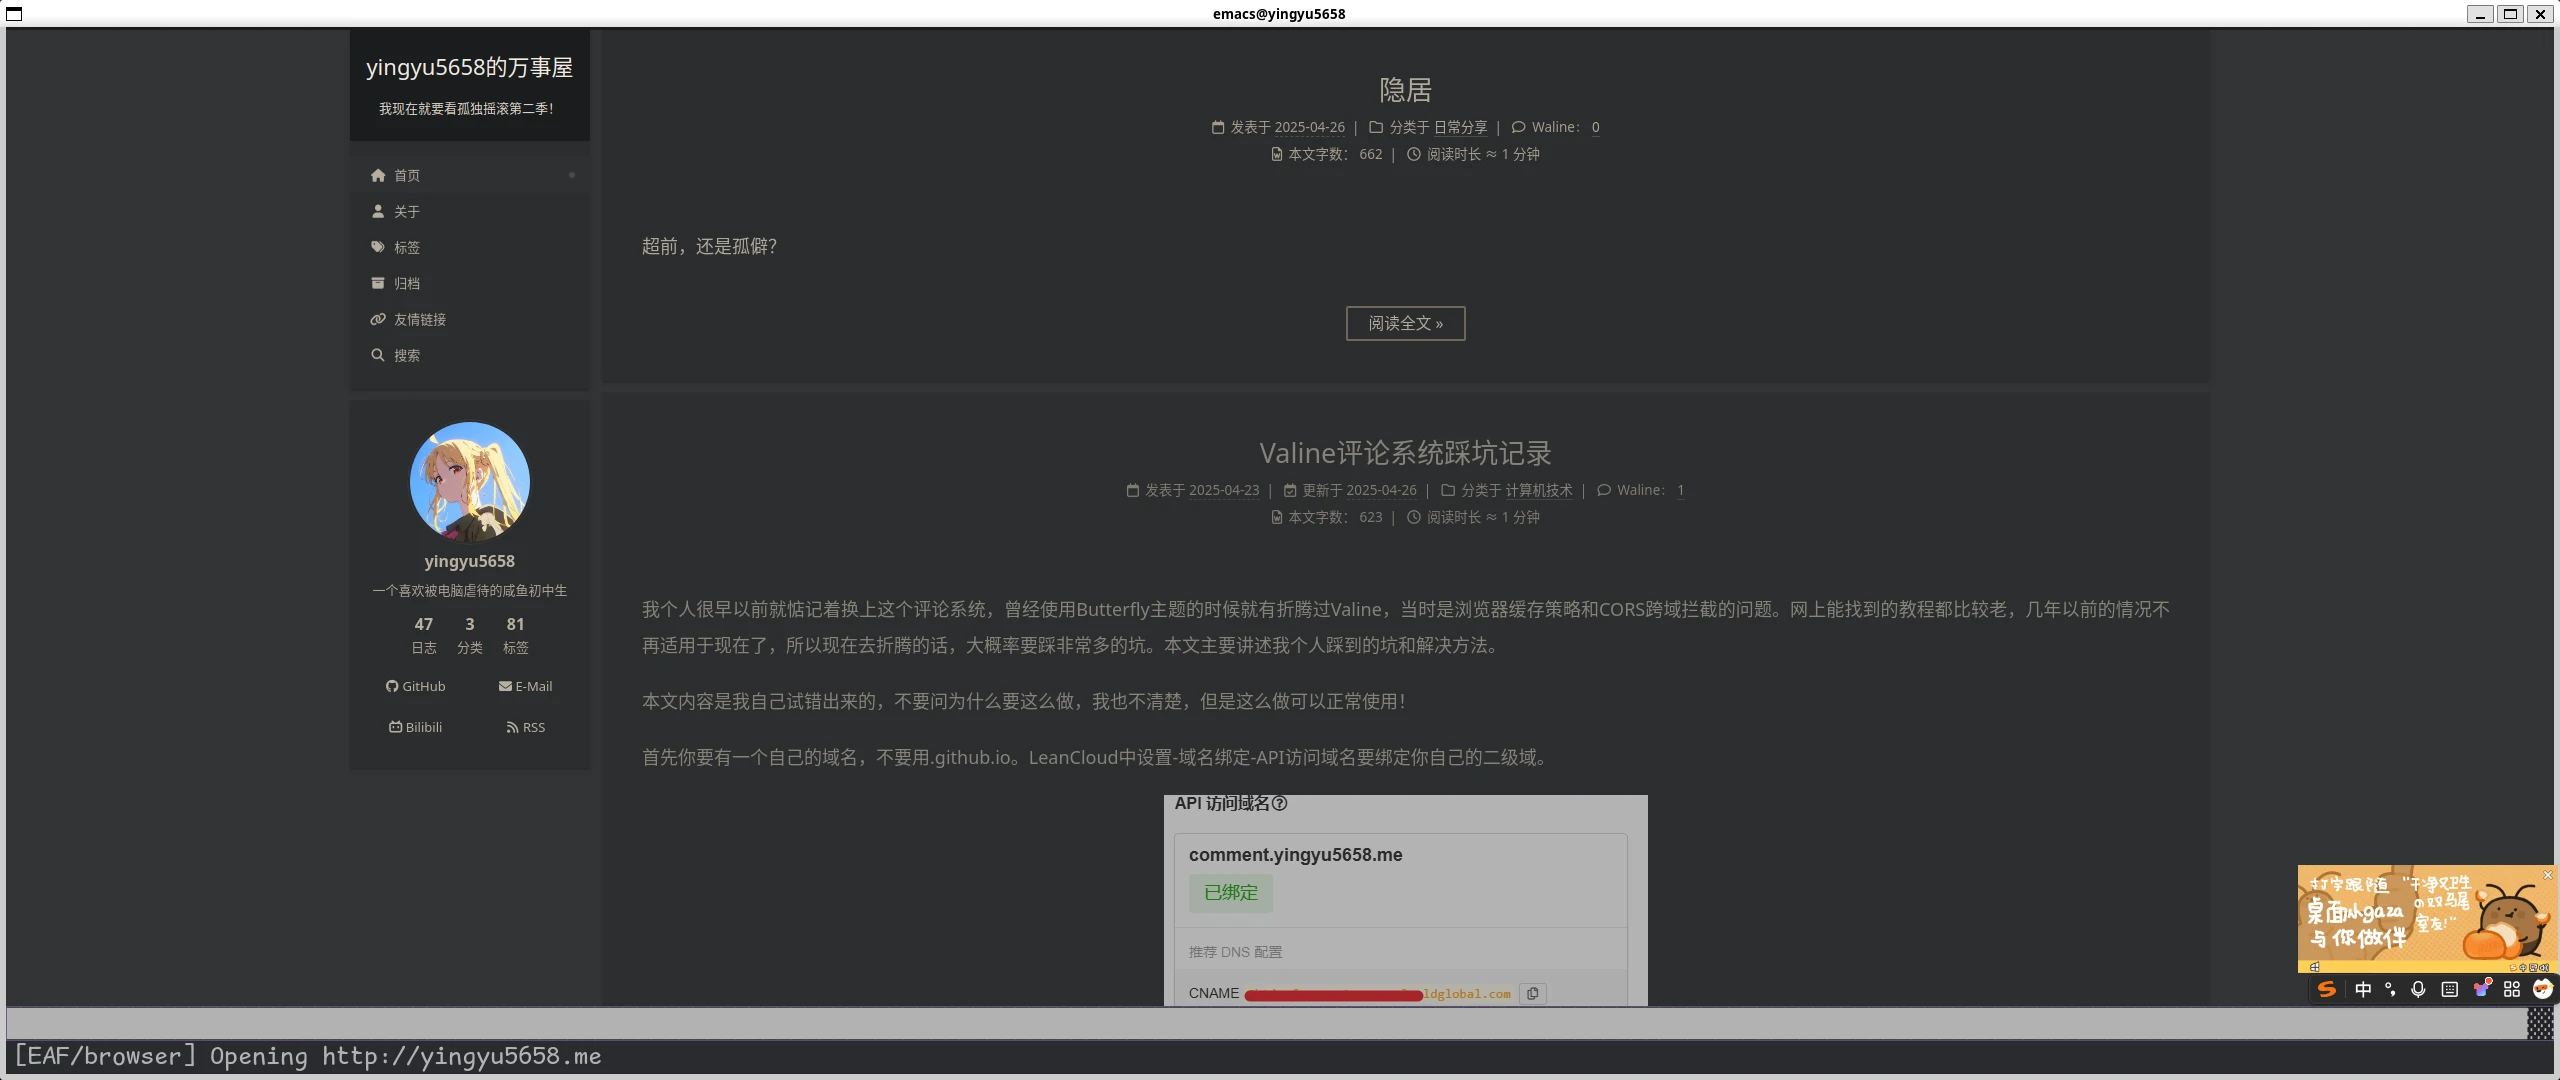 emacs@yingyu5658
yingyu5658的万事屋
我现在就要看孤独摇滚第二季！
首页
关于
标签
归档
友情链接
搜索
yingyu5658
一个喜欢被电脑虐待的咸鱼初中生
47 3 81
日志 分类 标签
GitHub E-Mail
Bilibili RSS
隐居
发表于 2025-04-26 | 分类于 日常分享 | Waline： 0
本文字数： 662 | 阅读时长 ≈ 1 分钟
超前，还是孤僻？
阅读全文 »
Valine评论系统踩坑记录
发表于 2025-04-23 | 更新于 2025-04-26 | 分类于 计算机技术 | Waline： 1
本文字数： 623 | 阅读时长 ≈ 1 分钟
我个人很早以前就惦记着换上这个评论系统，曾经使用Butterfly主题的时候就有折腾过Valine，当时是浏览器缓存策略和CORS跨域拦截的问题。网上能找到的教程都比较老，几年以前的情况不
再适用于现在了，所以现在去折腾的话，大概率要踩非常多的坑。本文主要讲述我个人踩到的坑和解决方法。
本文内容是我自己试错出来的，不要问为什么要这么做，我也不清楚，但是这么做可以正常使用！
首先你要有一个自己的域名，不要用.github.io。LeanCloud中设置-域名绑定-API访问域名要绑定你自己的二级域。
API 访问域名?
comment.yingyu5658.me
已绑定
推荐 DNS 配置
CNAME ldglobal.com
打字跟随 "干净又卫生
桌面小gaza の双马尾
与你做伴 室友!"
中
[EAF/browser] Opening http://yingyu5658.me